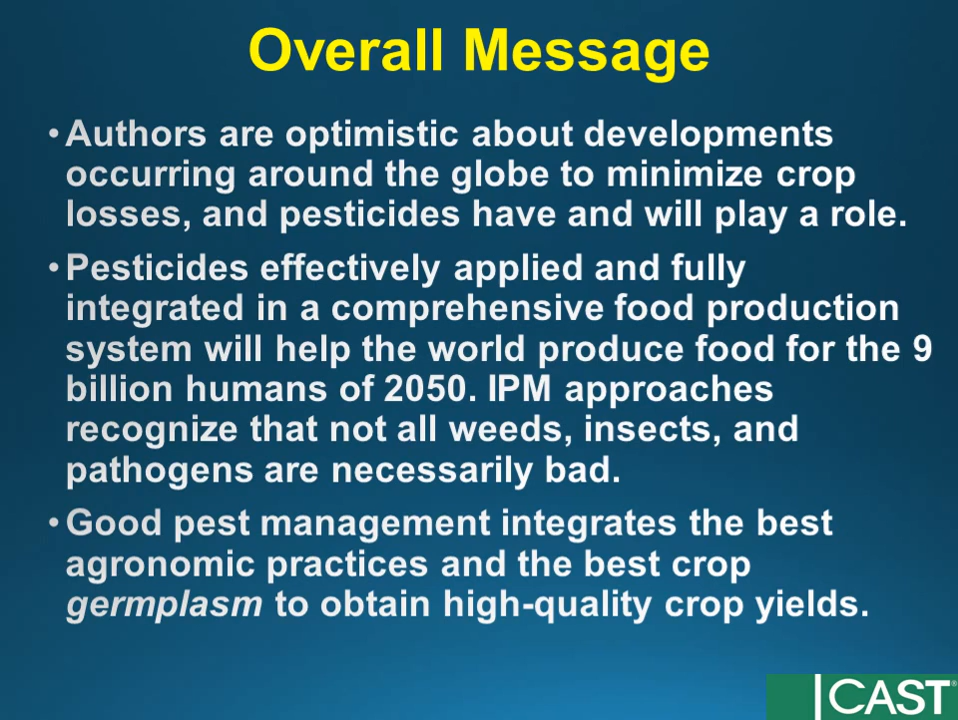 Overall Message
•Authors are optimistic about developments
occurring around the globe to minimize crop
losses, and pesticides have and will play a role.
•Pesticides effectively applied and fully
integrated in a comprehensive food production
system will help the world produce food for the 9
billion humans of 2050. IPM approaches
recognize that not all weeds, insects, and
pathogens are necessarily bad.
•Good pest management integrates the best
agronomic practices and the best crop
germplasm to obtain high-quality crop yields.
CAST®